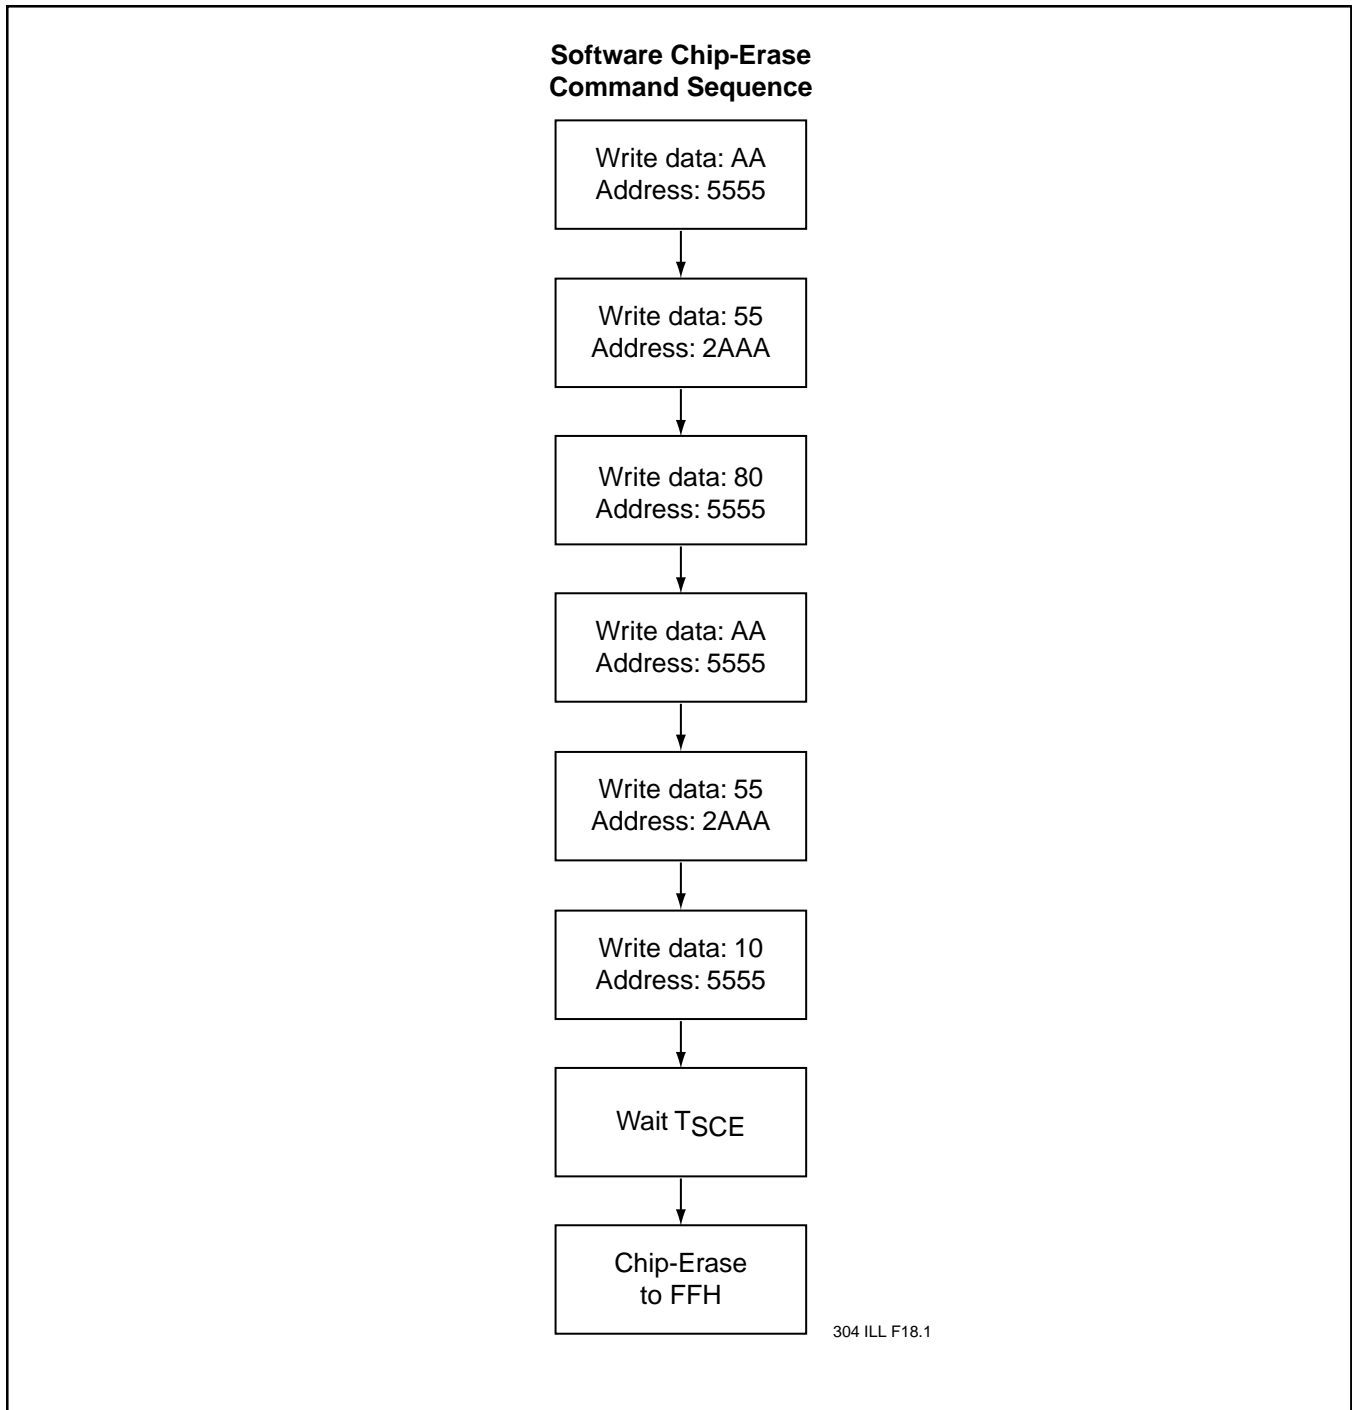 Software Chip-Erase
Command Sequence
Write data: AA
Address: 5555
Write data: 55
Address: 2AAA
Write data: 80
Address: 5555
Write data: AA
Address: 5555
Write data: 55
Address: 2AAA
Write data: 10
Address: 5555
Wait TSCE
Chip-Erase
to FFH
304 ILL F18.1